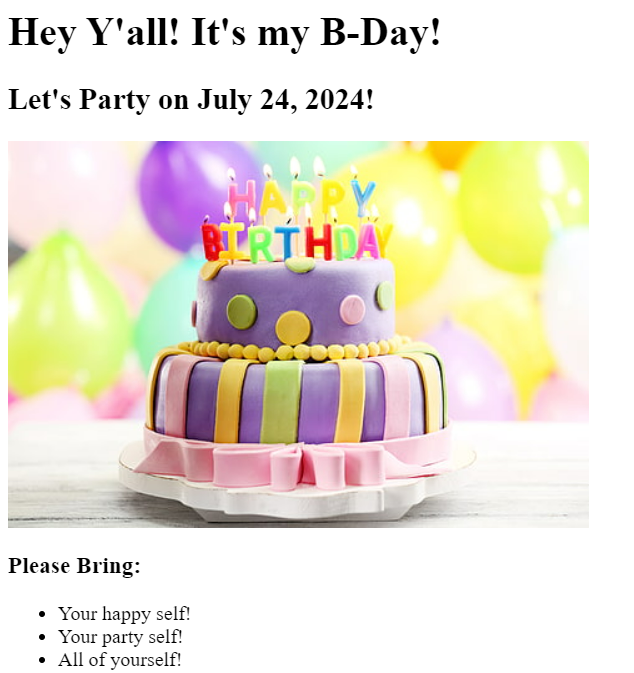 Hey Y'all! It's my B-Day!
Let's Party on July 24, 2024!
HAPPY
BIRTHDAY
Please Bring:
Your happy self!
Your party self!
All of yourself!